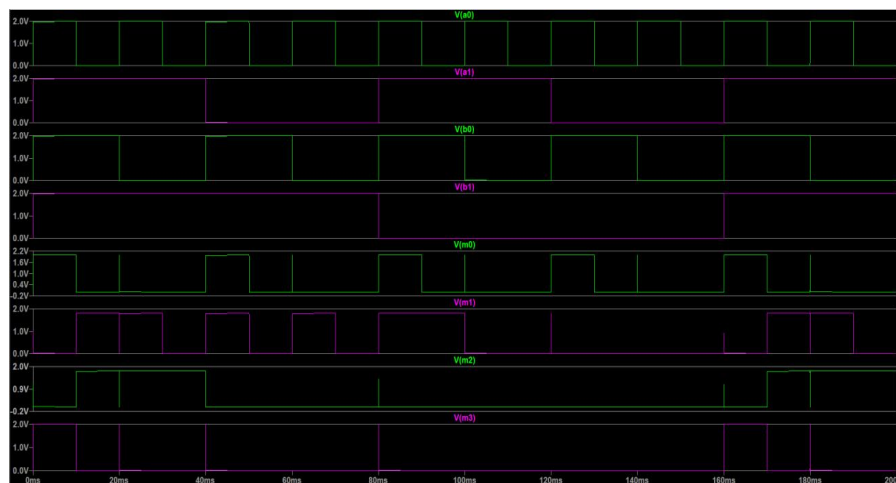 V(a0)
2.0V
1.0V
0.0V
V(a1)
2.0V
1.0V
0.0V
V(b0)
2.0V
1.0V
0.0V
V(b1)
2.0V
1.0V
0.0V
V(m0)
2.2V
1.6V
1.0V
0.4V
-0.2V
V(m1)
2.0V
1.0V
0.0V
V(m2)
2.0V
0.9V
-0.2V
V(m3)
2.0V
1.0V
0.0V
0ms 20ms 40ms 60ms 80ms 100ms 120ms 140ms 160ms 180ms